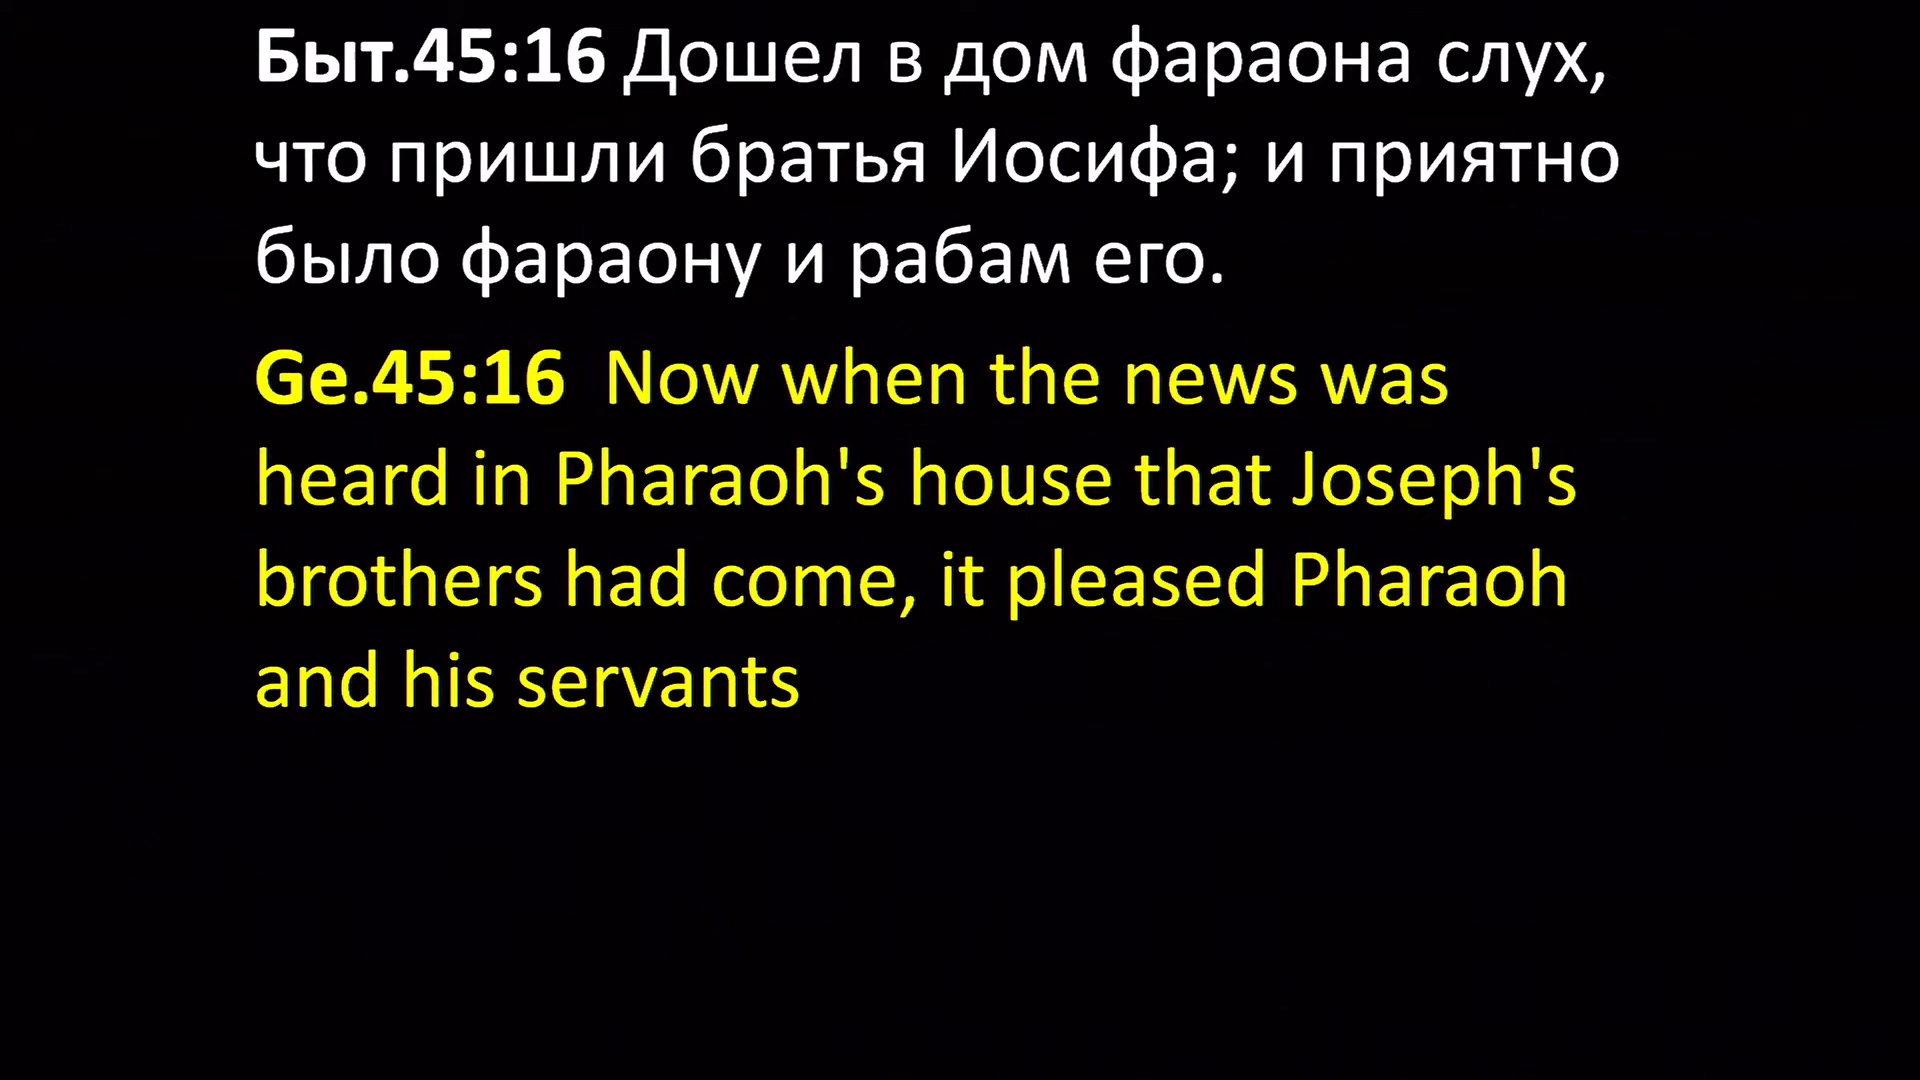 Быт.45:16 Дошел в дом фараона слух,
что пришли братья Иосифа; и приятно
было фараону и рабам его.
Ge.45:16  Now when the news was
heard in Pharaoh's house that Joseph's
brothers had come, it pleased Pharaoh
and his servants